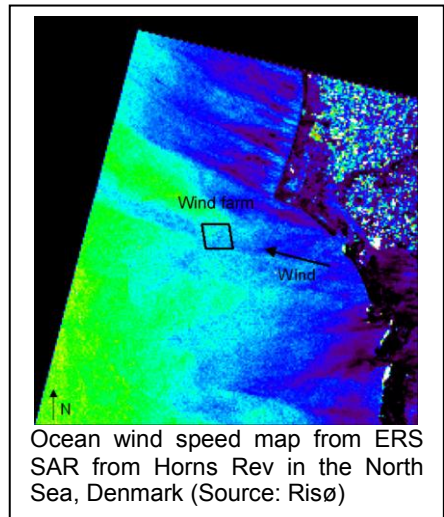 Wind farm
Wind
N
Ocean wind speed map from ERS
SAR from Horns Rev in the North
Sea, Denmark (Source: Risø)